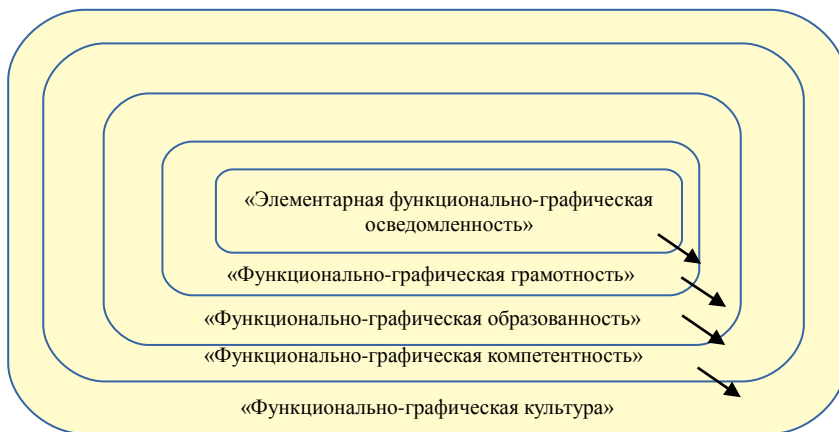 «Элементарная функционально-графическая
осведомленность»
«Функционально-графическая грамотность»
«Функционально-графическая образованность»
«Функционально-графическая компетентность»
«Функционально-графическая культура»